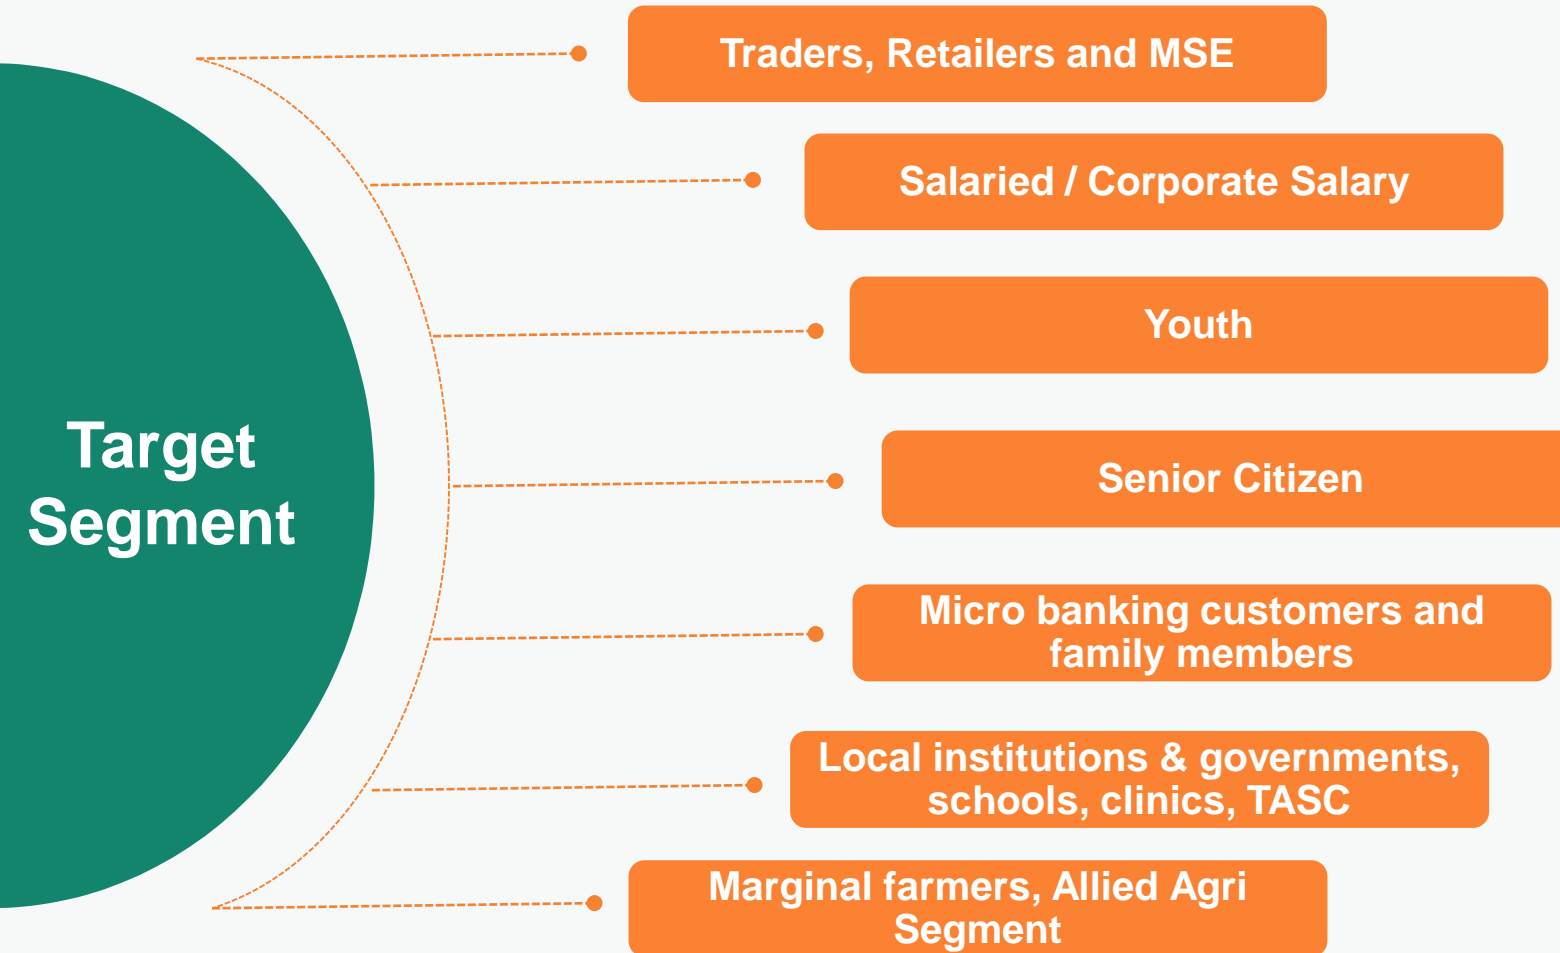 Traders, Retailers and MSE
Salaried / Corporate Salary
Youth
Target
Segment
Senior Citizen
Micro banking customers and
family members
Local institutions & governments,
schools, clinics, TASC
Marginal farmers, Allied Agri
Segment